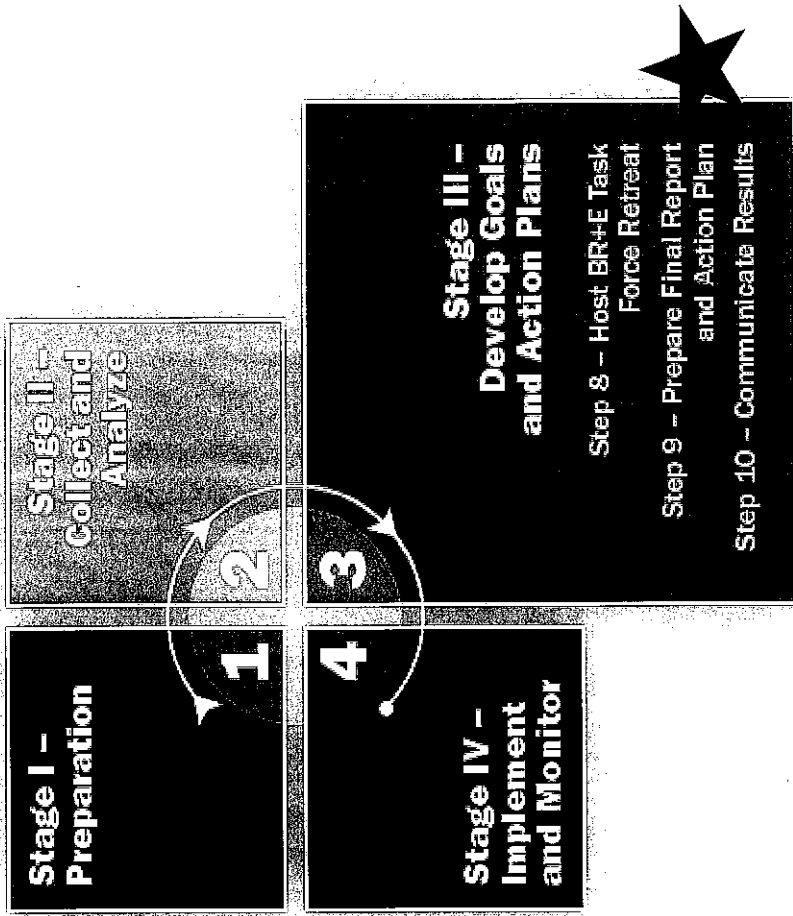 Stage I –
Preparation
1
Stage II –
Collect and
Analyze
2
Stage III –
Develop Goals
and Action Plans
Step 8 – Host BR+E Task
Force Retreat
Step 9 – Prepare Final Report
and Action Plan
Step 10 – Communicate Results
3
Stage IV –
Implement
and Monitor
4